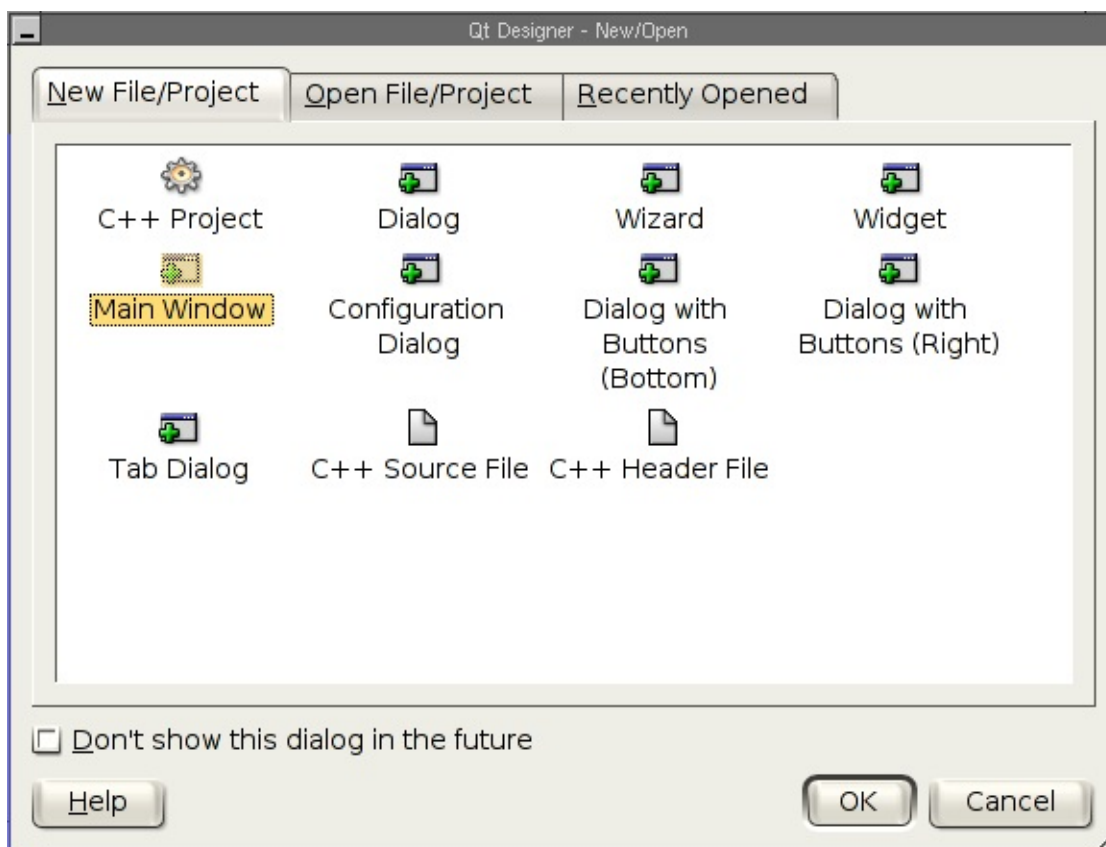 Qt Designer - New/Open
New File/Project Open File/Project Recently Opened
C++ Project Dialog Wizard Widget
Main Window
Configuration
Dialog
Dialog with
Buttons
(Bottom)
Dialog with
Buttons (Right)
Tab Dialog C++ Source File C++ Header File
Don't show this dialog in the future
Help OK Cancel